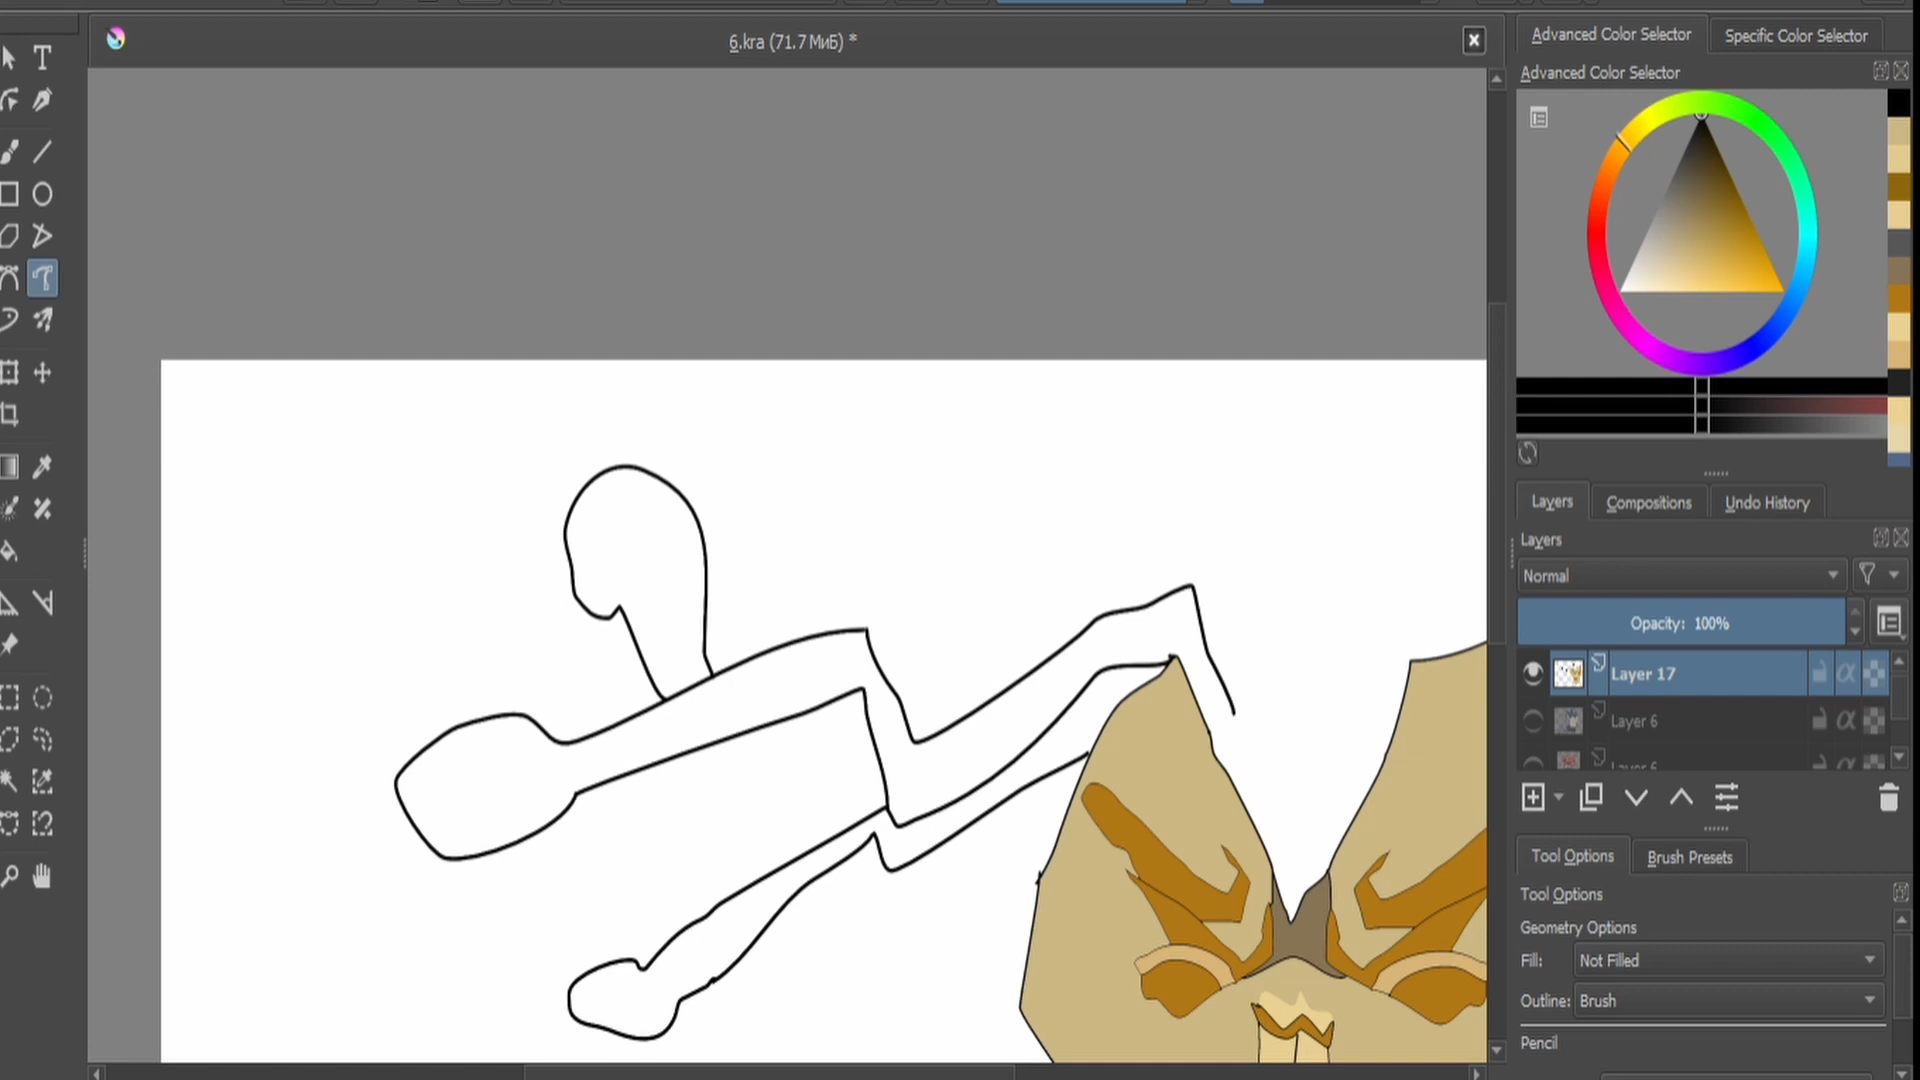 6.kra (71.7 МиБ) *
Advanced Color Selector
Specific Color Selector
Advanced Color Selector
Layers
Compositions
Undo History
Layers
Normal
Opacity: 100%
Layer 17
Layer 6
Layer 6
Tool Options
Brush Presets
Tool Options
Geometry Options
Fill: Not Filled
Outline: Brush
Pencil